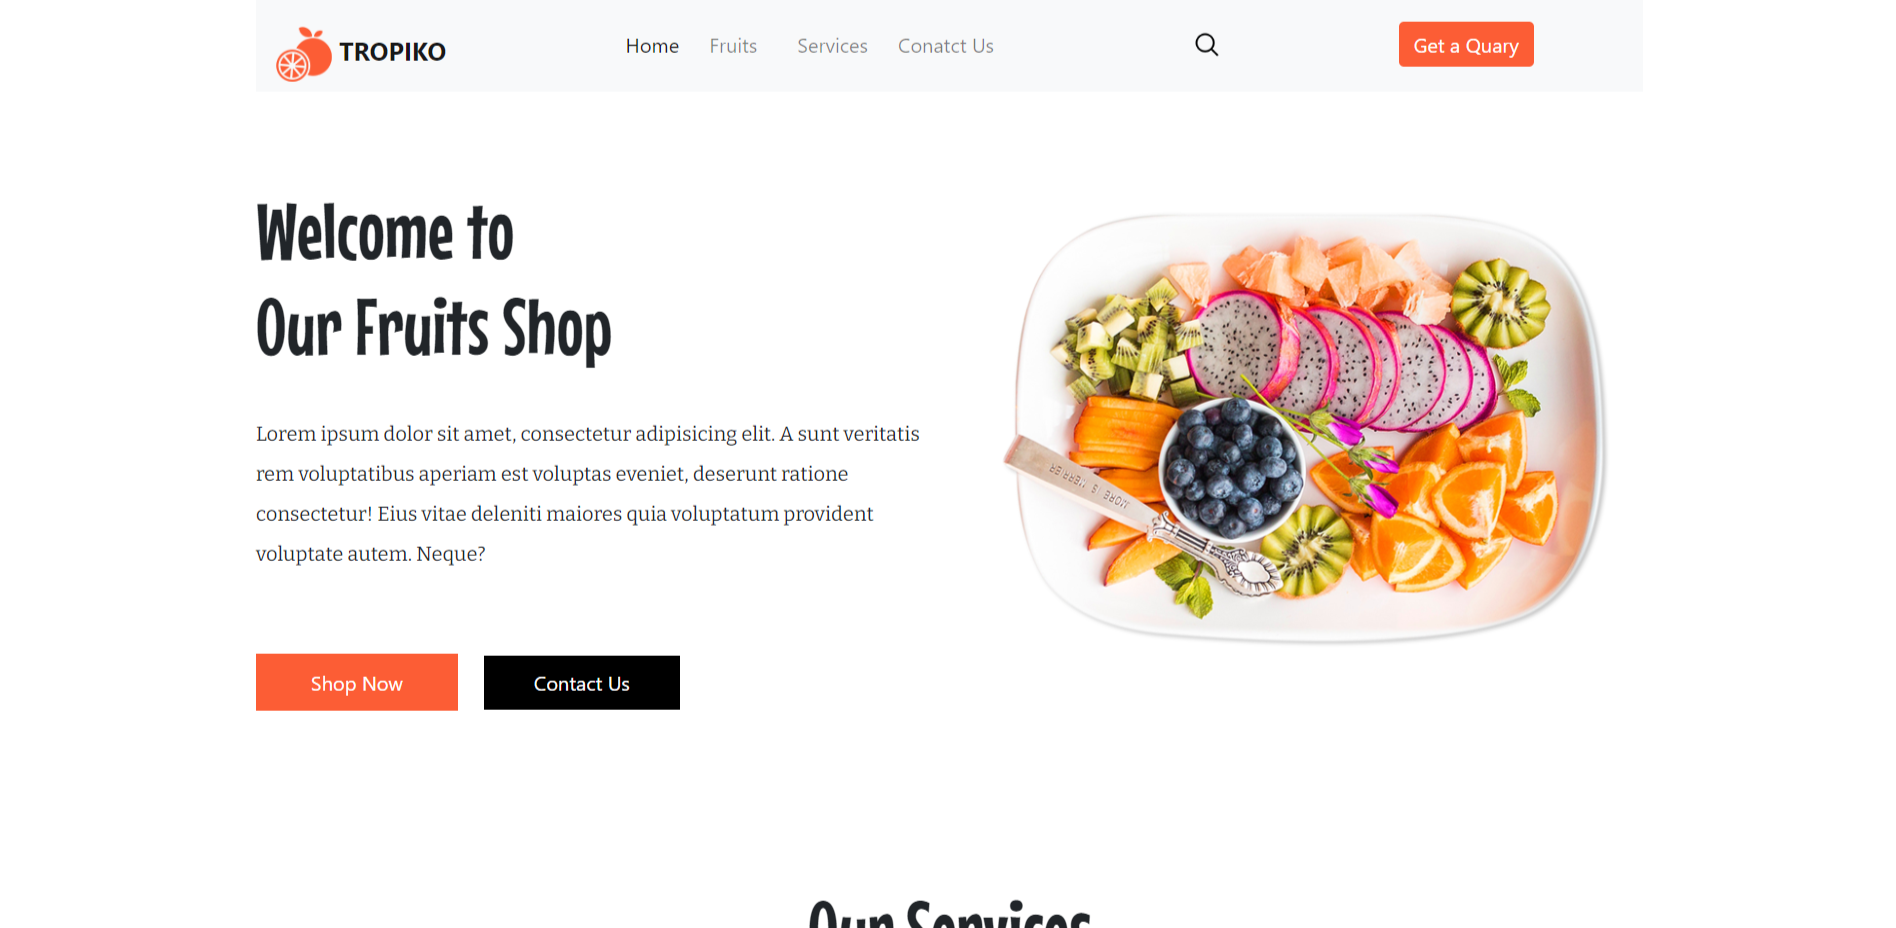 TROPIKO
Home Fruits Services Conatct Us
Get a Quary
Welcome to
Our Fruits Shop
Lorem ipsum dolor sit amet, consectetur adipisicing elit. A sunt veritatis
rem voluptatibus aperiam est voluptas eveniet, deserunt ratione
consectetur! Eius vitae deleniti maiores quia voluptatum provident
voluptate autem. Neque?
MORE & MERRIER
Shop Now Contact Us
Our Services